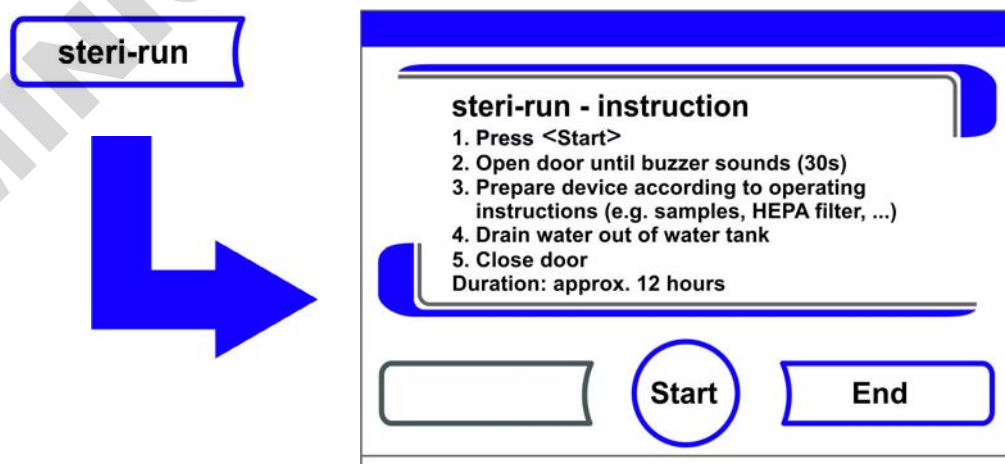 steri-run
steri-run - instruction
1. Press <Start>
2. Open door until buzzer sounds (30s)
3. Prepare device according to operating
instructions (e.g. samples, HEPA filter, ...)
4. Drain water out of water tank
5. Close door
Duration: approx. 12 hours
Start
End